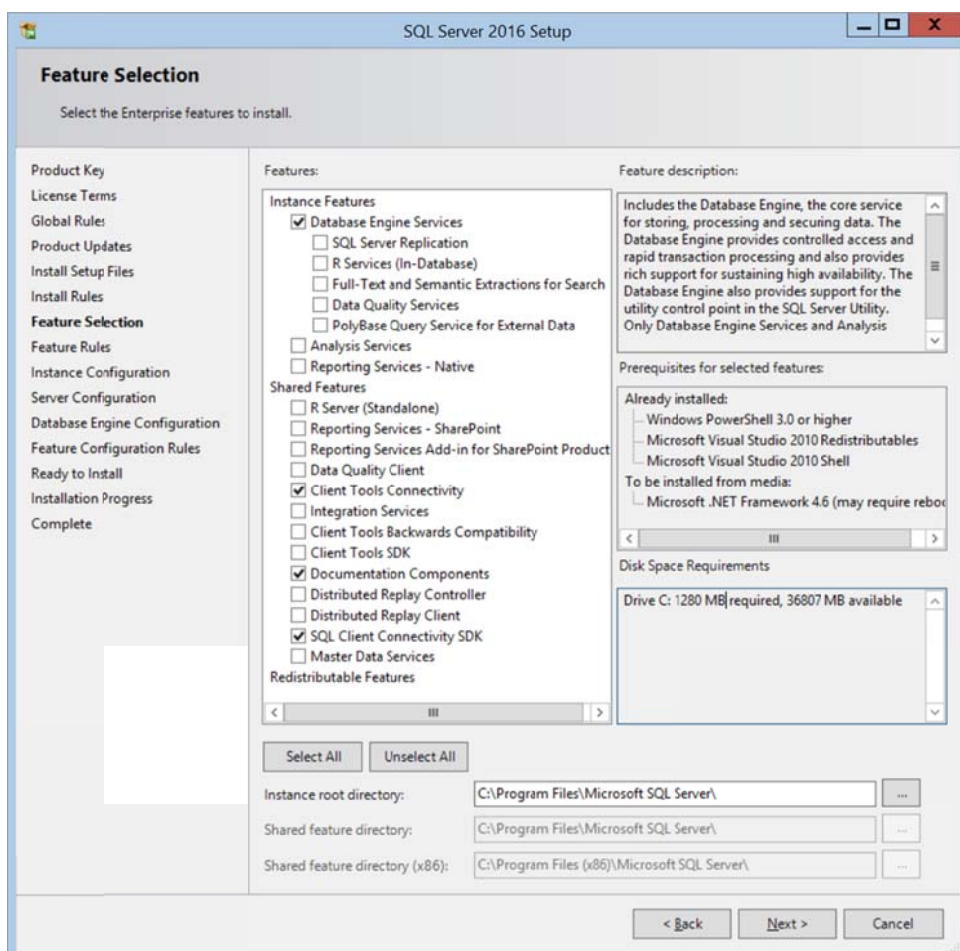 SQL Server 2016 Setup
Feature Selection
Select the Enterprise features to install.
Product Key
License Terms
Global Rules
Product Updates
Install Setup Files
Install Rules
Feature Selection
Feature Rules
Instance Configuration
Server Configuration
Database Engine Configuration
Feature Configuration Rules
Ready to Install
Installation Progress
Complete
Features:
Instance Features
Database Engine Services
SQL Server Replication
R Services (In-Database)
Full-Text and Semantic Extractions for Search
Data Quality Services
PolyBase Query Service for External Data
Analysis Services
Reporting Services - Native
Shared Features
R Server (Standalone)
Reporting Services - SharePoint
Reporting Services Add-in for SharePoint Product
Data Quality Client
Client Tools Connectivity
Integration Services
Client Tools Backwards Compatibility
Client Tools SDK
Documentation Components
Distributed Replay Controller
Distributed Replay Client
SQL Client Connectivity SDK
Master Data Services
Redistributable Features
Feature description:
Includes the Database Engine, the core service
for storing, processing and securing data. The
Database Engine provides controlled access and
rapid transaction processing and also provides
rich support for sustaining high availability. The
Database Engine also provides support for the
utility control point in the SQL Server Utility.
Only Database Engine Services and Analysis
Prerequisites for selected features:
Already installed:
Windows PowerShell 3.0 or higher
Microsoft Visual Studio 2010 Redistributables
Microsoft Visual Studio 2010 Shell
To be installed from media:
Microsoft .NET Framework 4.6 (may require reboo
Disk Space Requirements
Drive C: 1280 MB required, 36807 MB available
Select All
Unselect All
Instance root directory:
C:\Program Files\Microsoft SQL Server\
...
Shared feature directory:
C:\Program Files\Microsoft SQL Server\
...
Shared feature directory (x86):
C:\Program Files (x86)\Microsoft SQL Server\
...
< Back
Next >
Cancel